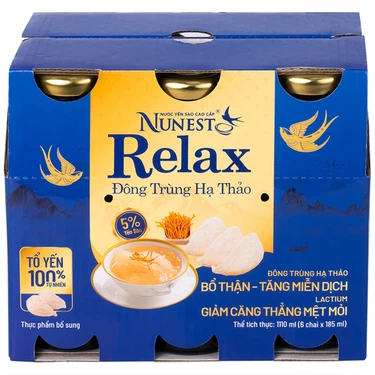 NƯỚC YẾN SÀO CAO CẤP
NUNEST
Relax
Đông Trùng Hạ Thảo
5%
Yến Sào
TỔ YẾN
100%
TỰ NHIÊN
Thực phẩm bổ sung
ĐÔNG TRÙNG HẠ THẢO
BỔ THẬN - TĂNG MIỄN DỊCH
LACTIUM
GIẢM CĂNG THẲNG MỆT MỎI
Thể tích thực: 1110 ml (6 chai x 185 ml)